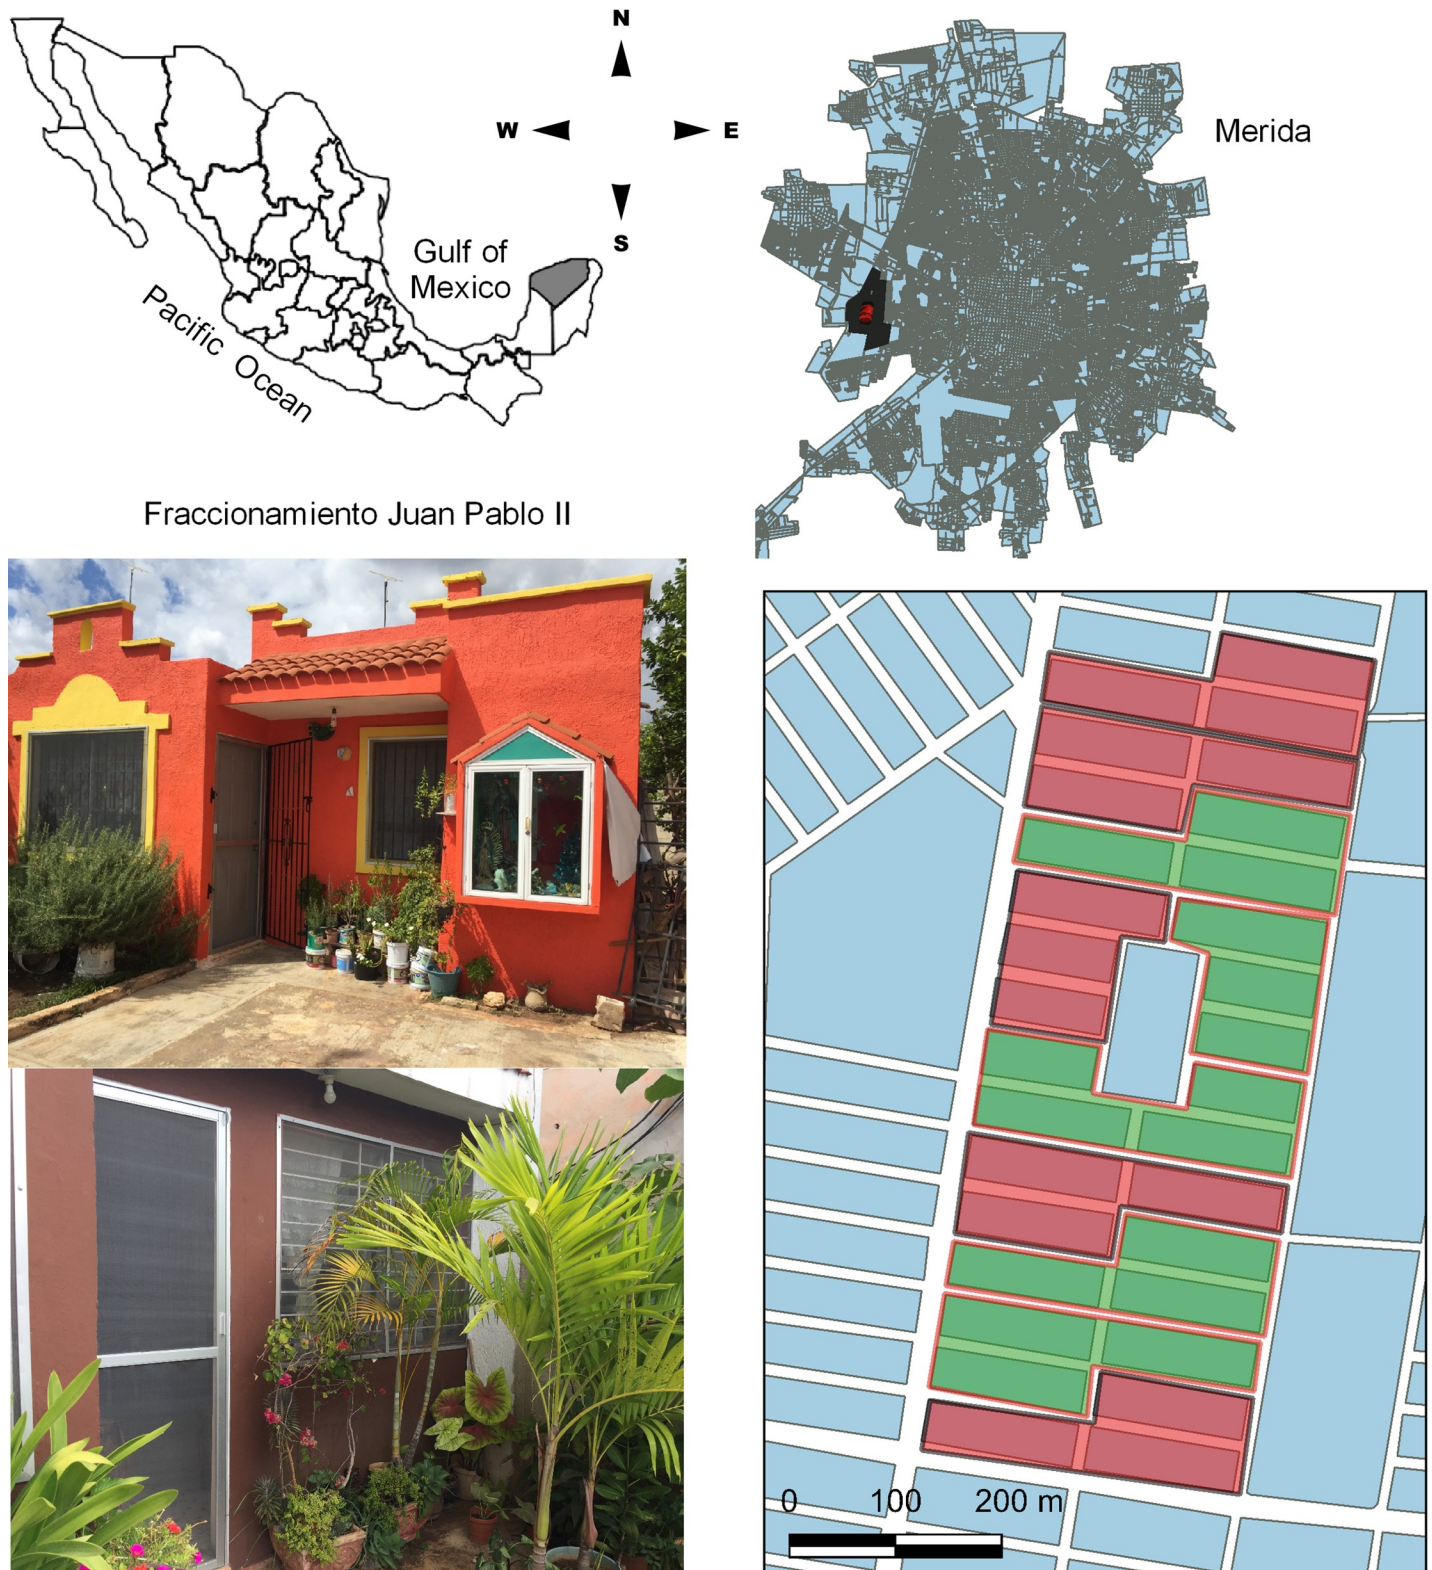 N
W
E
S
Merida
Gulf of
Mexico
Pacific Ocean
Fraccionamiento Juan Pablo II
0 100 200 m